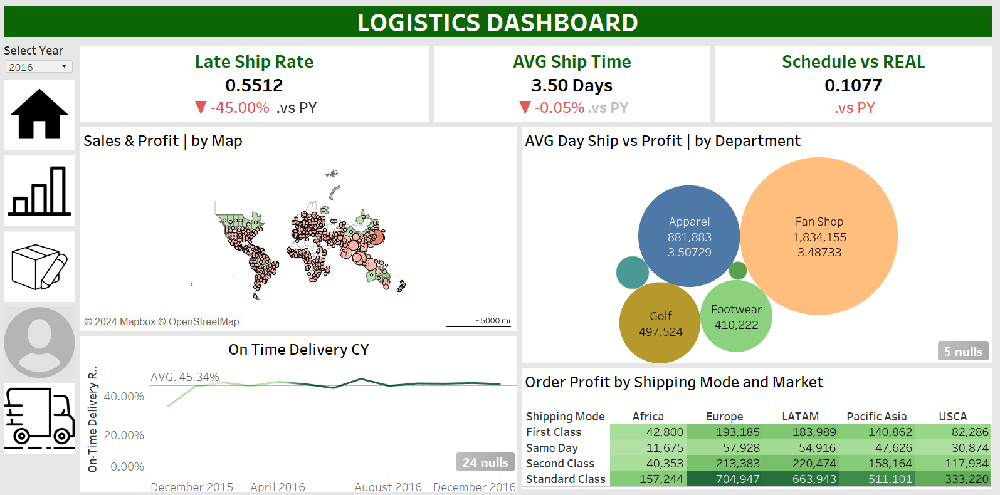 LOGISTICS DASHBOARD
Select Year
2016
Late Ship Rate
0.5512
▼ -45.00% .vs PY
AVG Ship Time
3.50 Days
▼ -0.05% .vs PY
Schedule vs REAL
0.1077
.vs PY
Sales & Profit | by Map
© 2024 Mapbox © OpenStreetMap
~5000 mi
AVG Day Ship vs Profit | by Department
Apparel
881,883
3.50729
Fan Shop
1,834,155
3.48733
Golf
497,524
Footwear
410,222
5 nulls
On Time Delivery CY
On-Time Delivery R..
AVG. 45.34%
40.00%
20.00%
0.00%
24 nulls
December 2015 April 2016 August 2016 December 2016
Order Profit by Shipping Mode and Market
Shipping Mode Africa Europe LATAM Pacific Asia USCA
First Class 42,800 193,185 183,989 140,862 82,286
Same Day 11,675 57,928 54,916 47,626 30,874
Second Class 40,353 213,383 220,474 158,164 117,934
Standard Class 157,244 704,947 663,943 511,101 333,220